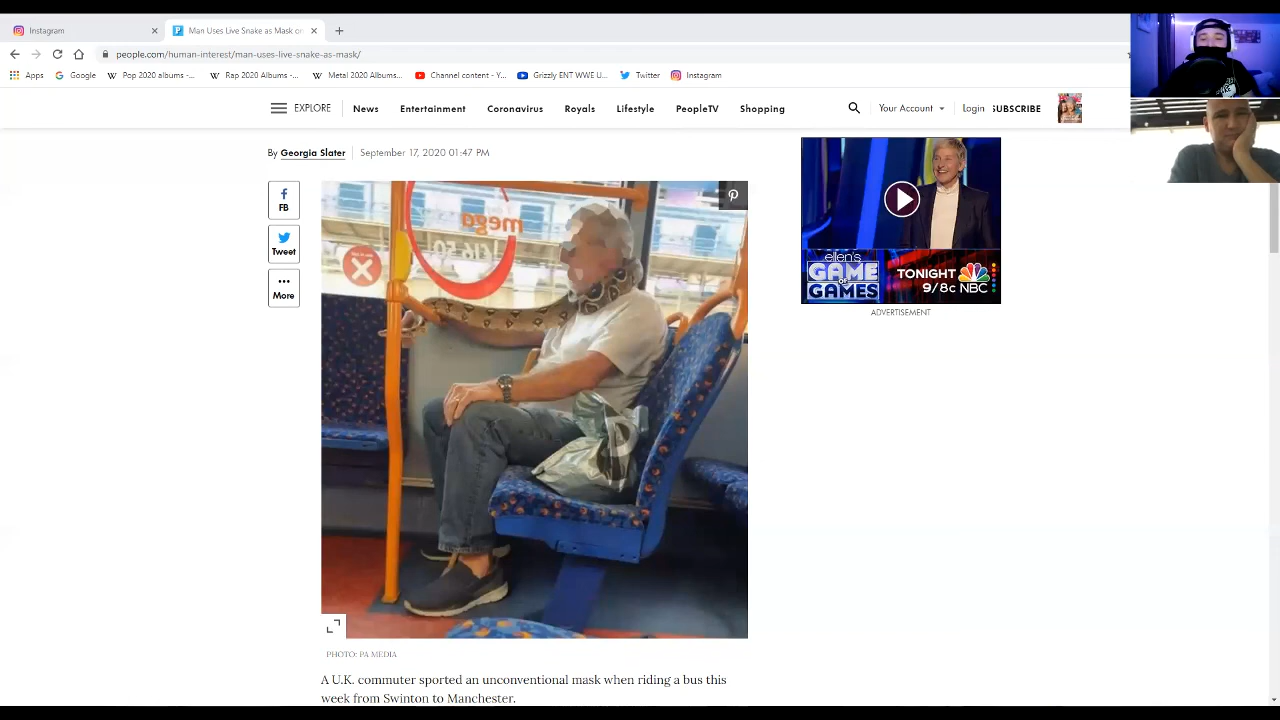 Instagram
Man Uses Live Snake as Mask on
people.com/human-interest/man-uses-live-snake-as-mask/
Apps Google Pop 2020 albums -... Rap 2020 Albums -... Metal 2020 Albums... Channel content - Y... Grizzly ENT WWE U... Twitter Instagram
EXPLORE News Entertainment Coronavirus Royals Lifestyle PeopleTV Shopping Your Account Login SUBSCRIBE
By Georgia Slater September 17, 2020 01:47 PM
FB
Tweet
More
mega
ellen's
GAME
OF
GAMES
TONIGHT
9/8c NBC
ADVERTISEMENT
PHOTO: PA MEDIA
A U.K. commuter sported an unconventional mask when riding a bus this
week from Swinton to Manchester.